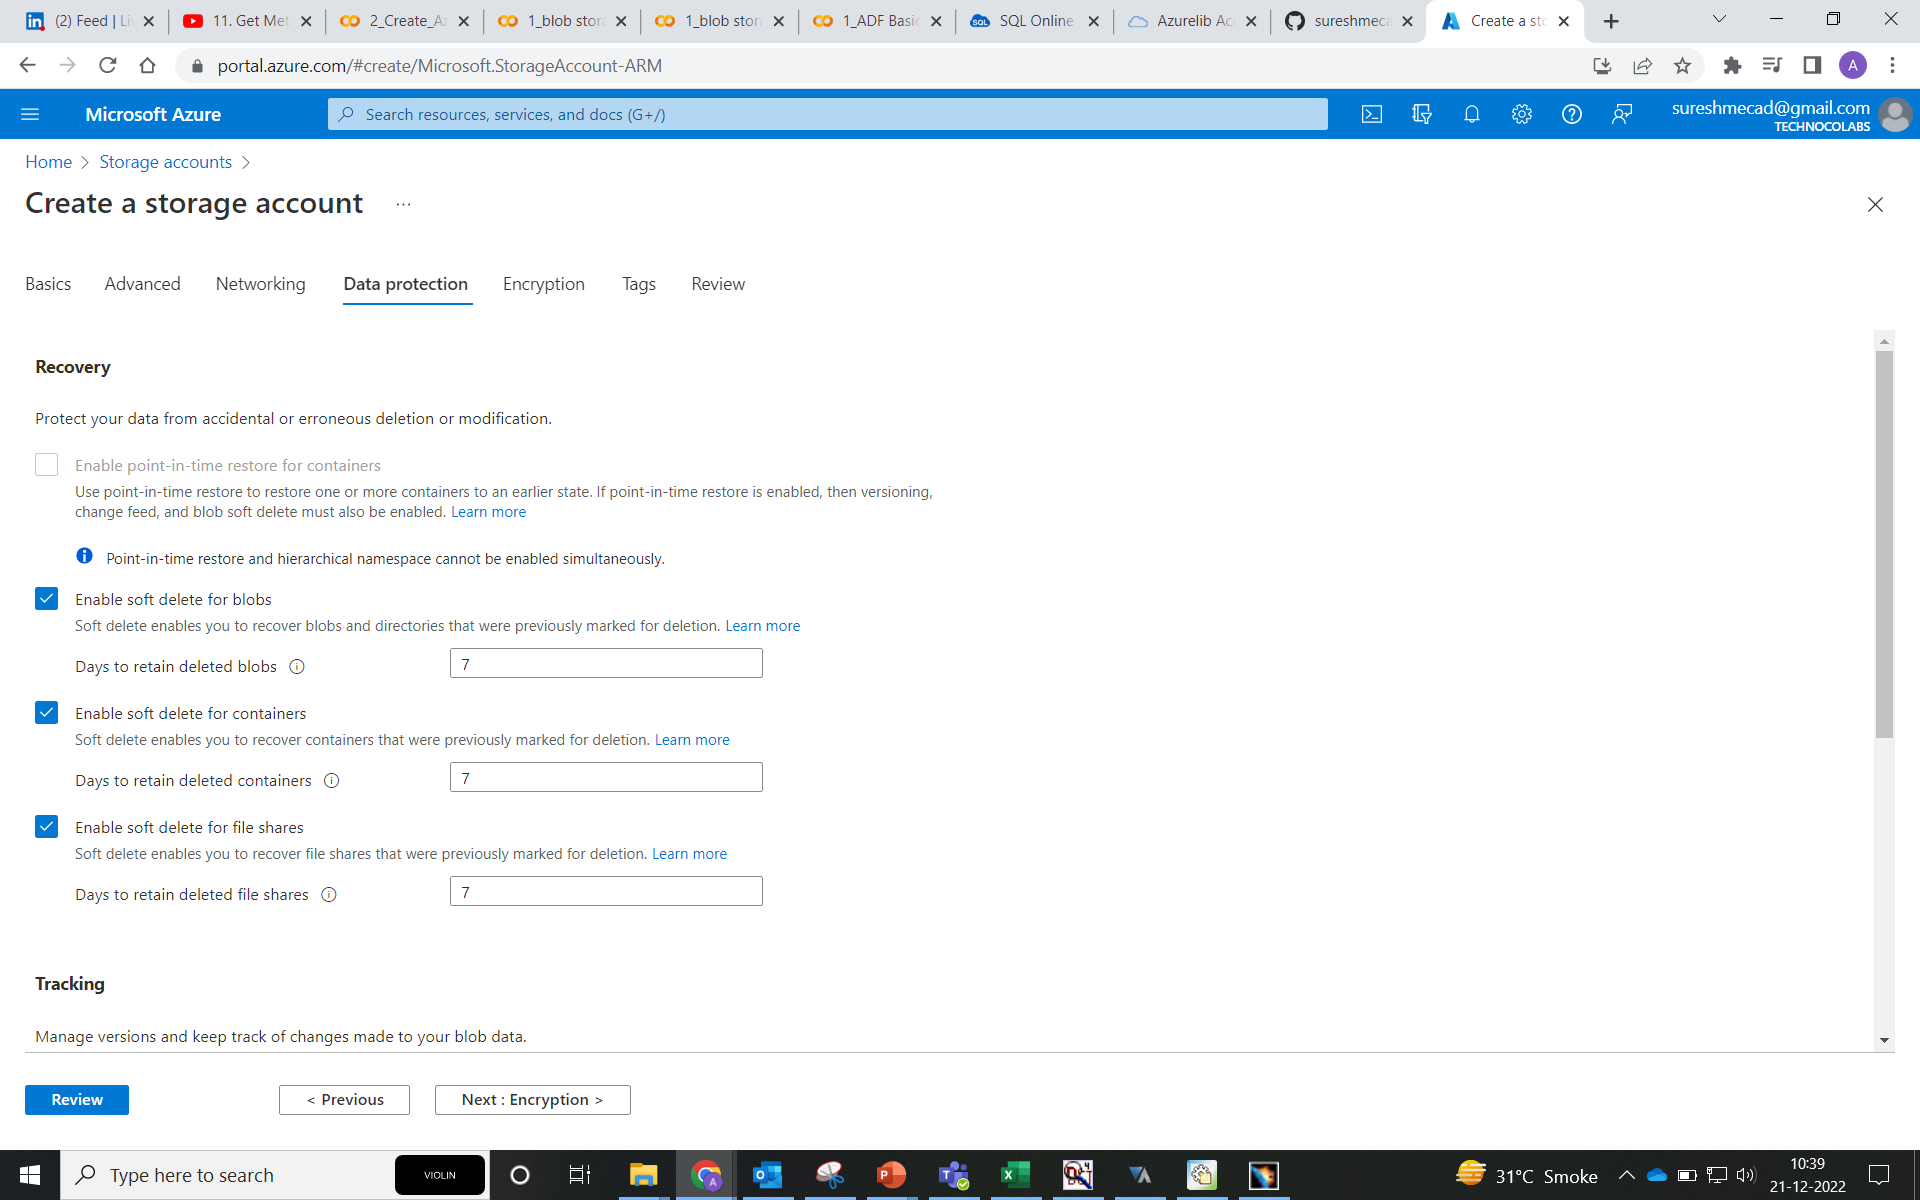 (2) Feed | Li
11. Get Met
2_Create_Az
1_blob stora
1_blob stora
1_ADF Basic
SQL Online
Azurelib Aca
sureshmeca
Create a sto
portal.azure.com/#create/Microsoft.StorageAccount-ARM
A
Microsoft Azure
Search resources, services, and docs (G+/)
sureshmecad@gmail.com
TECHNOCOLABS
Home > Storage accounts >
Create a storage account ...
Basics
Advanced
Networking
Data protection
Encryption
Tags
Review
Recovery
Protect your data from accidental or erroneous deletion or modification.
Enable point-in-time restore for containers
Use point-in-time restore to restore one or more containers to an earlier state. If point-in-time restore is enabled, then versioning,
change feed, and blob soft delete must also be enabled. Learn more
Point-in-time restore and hierarchical namespace cannot be enabled simultaneously.
Enable soft delete for blobs
Soft delete enables you to recover blobs and directories that were previously marked for deletion. Learn more
Days to retain deleted blobs
7
Enable soft delete for containers
Soft delete enables you to recover containers that were previously marked for deletion. Learn more
Days to retain deleted containers
7
Enable soft delete for file shares
Soft delete enables you to recover file shares that were previously marked for deletion. Learn more
Days to retain deleted file shares
7
Tracking
Manage versions and keep track of changes made to your blob data.
Review
< Previous
Next : Encryption >
Type here to search
VIOLIN
31°C Smoke
10:39
21-12-2022